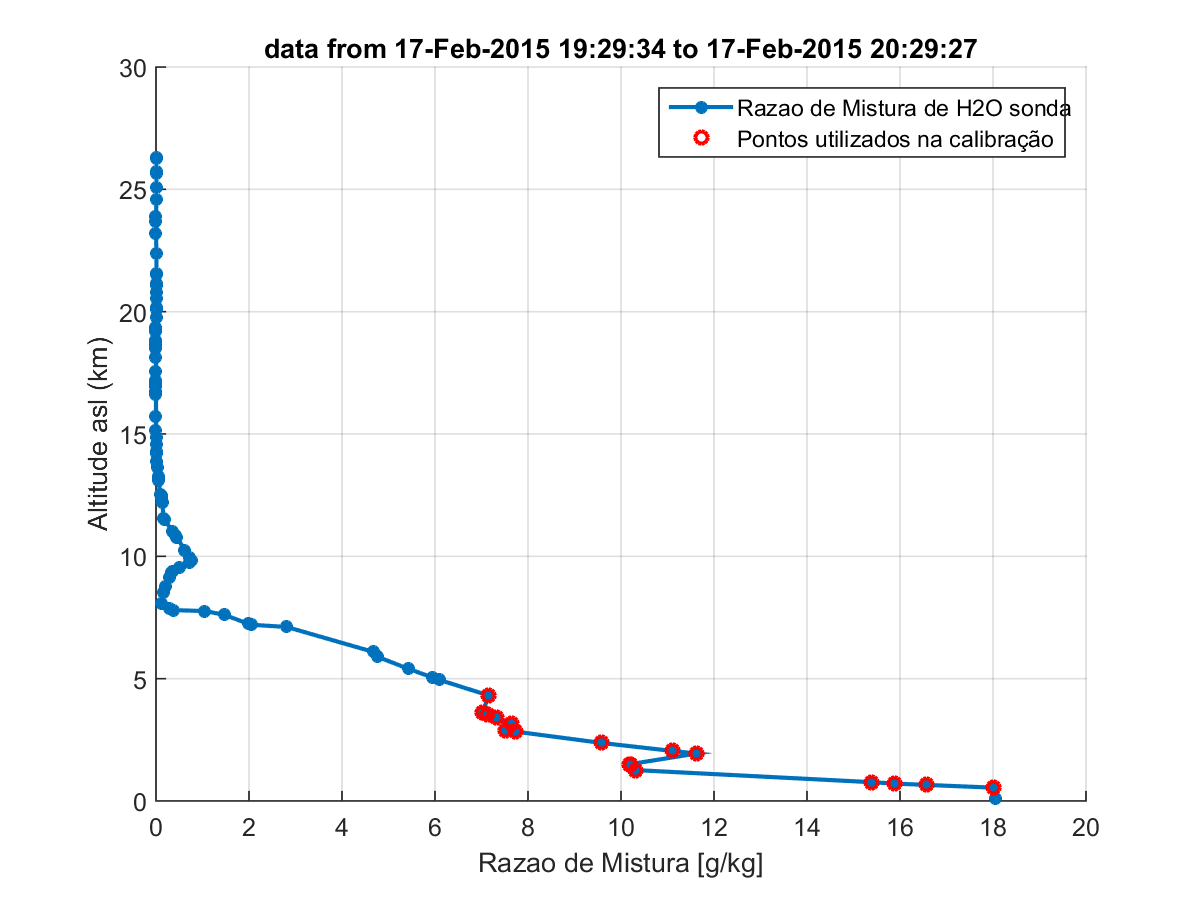 data from 17-Feb-2015 19:29:34 to 17-Feb-2015 20:29:27
Razao de Mistura de H2O sonda
Pontos utilizados na calibração
30
25
20
15
10
5
0
Altitude asl (km)
0 2 4 6 8 10 12 14 16 18 20
Razao de Mistura [g/kg]